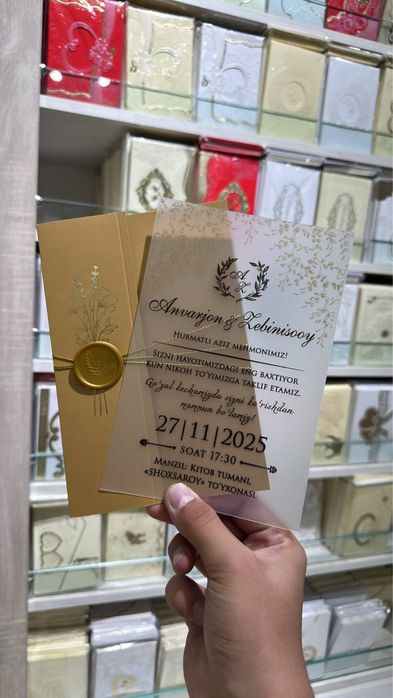 A
Z
Anvarjon & Zebinisooy
Hurmatli aziz mehmonimiz!
Sizni hayotimizdagi eng baxtiyor
kun nikoh to'yimizga taklif etamiz.
Go'zal kechamizda sizni ko'rishdan
mamnun bo'lamiz!
27|11|2025
SOAT 17:30
Manzil: Kitob tumani,
«SHOXSAROY» to'yxonasi.